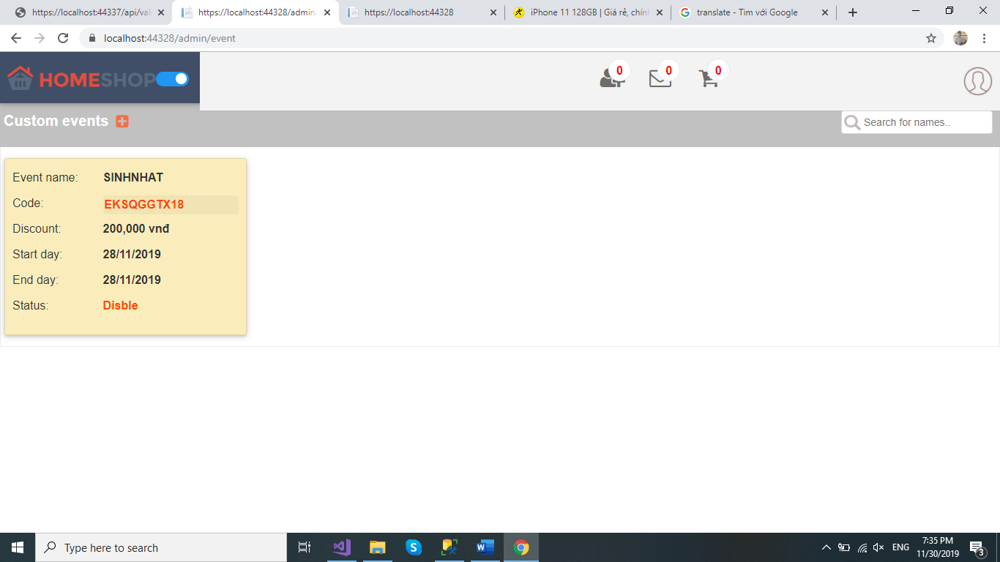 https://localhost:44337/api/val
https://localhost:44328/admin/
https://localhost:44328
iPhone 11 128GB | Giá rẻ, chính
translate - Tìm với Google
localhost:44328/admin/event
HOMESHOP
0
0
0
Custom events
Search for names..
Event name: SINHNHAT
Code: EKSQGGTX18
Discount: 200,000 vnđ
Start day: 28/11/2019
End day: 28/11/2019
Status: Disble
Type here to search
ENG
7:35 PM
11/30/2019
3